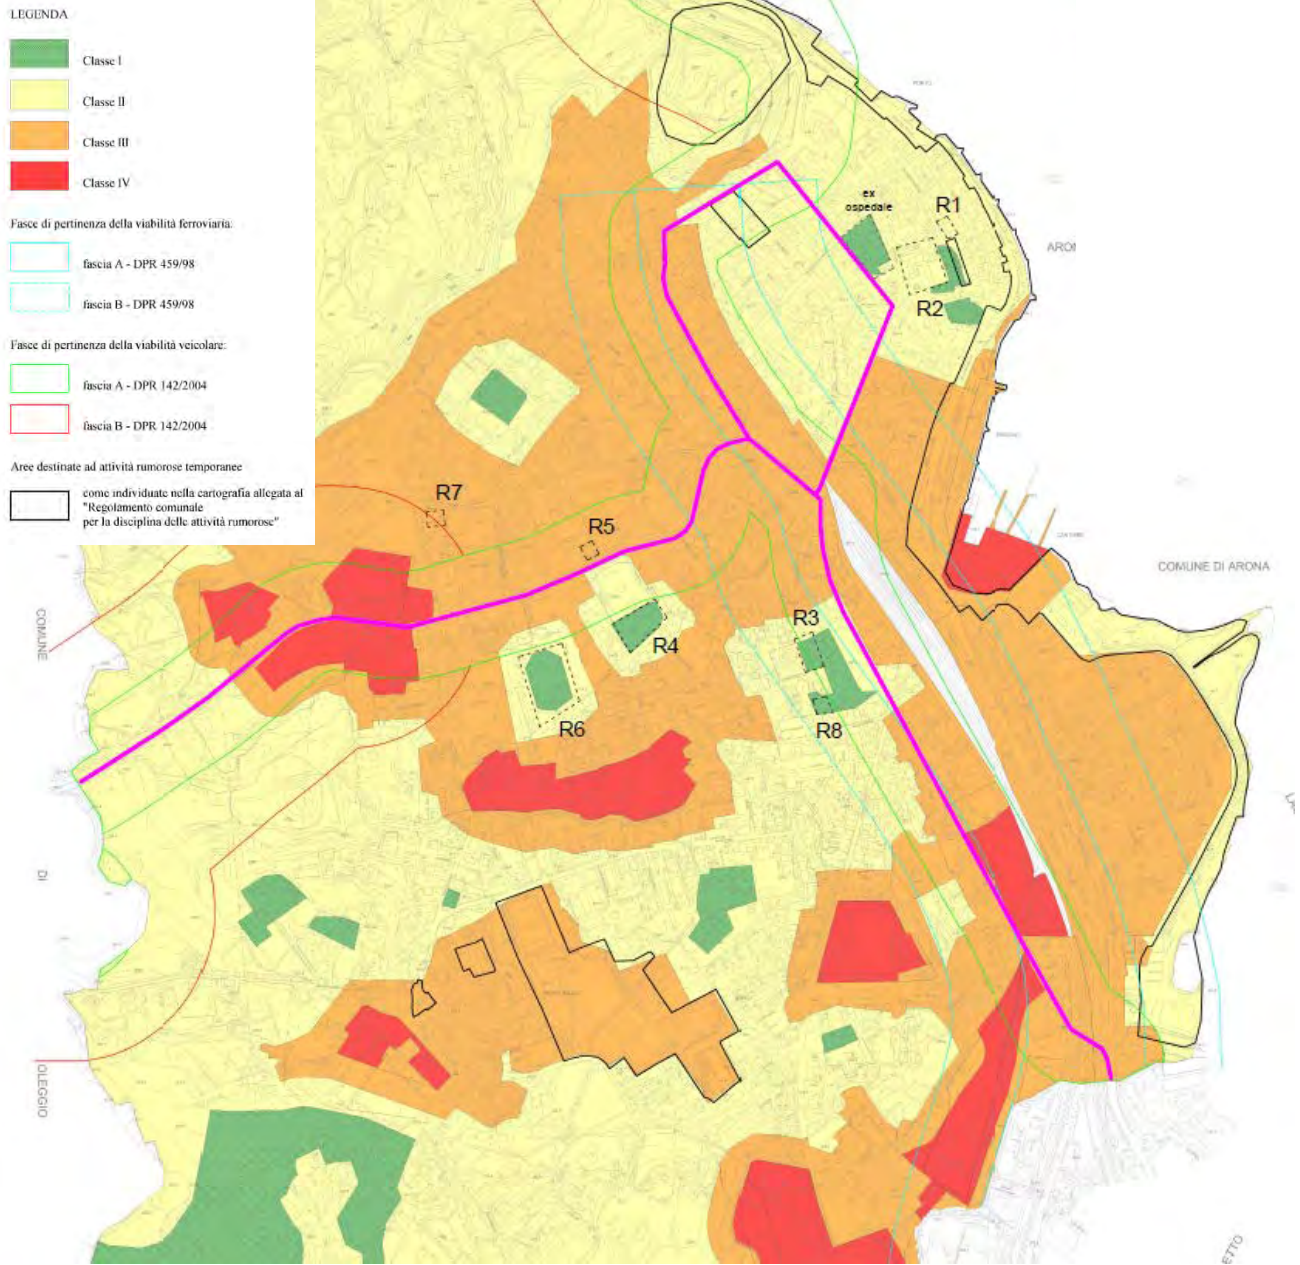 LEGENDA
Classe I
Classe II
Classe III
Classe IV
Fasce di pertinenza della viabilità ferroviaria:
fascia A - DPR 459/98
fascia B - DPR 459/98
Fasce di pertinenza della viabilità veicolare:
fascia A - DPR 142/2004
fascia B - DPR 142/2004
Aree destinate ad attività rumorose temporanee
come individuate nella cartografia allegata al
"Regolamento comunale
per la disciplina delle attività rumorose"
ex
ospedale
R1
R2
ARON
R7
R5
COMUNE DI ARONA
COMUNE
R3
R4
R6
R8
DI
OLEGGIO
ETTO